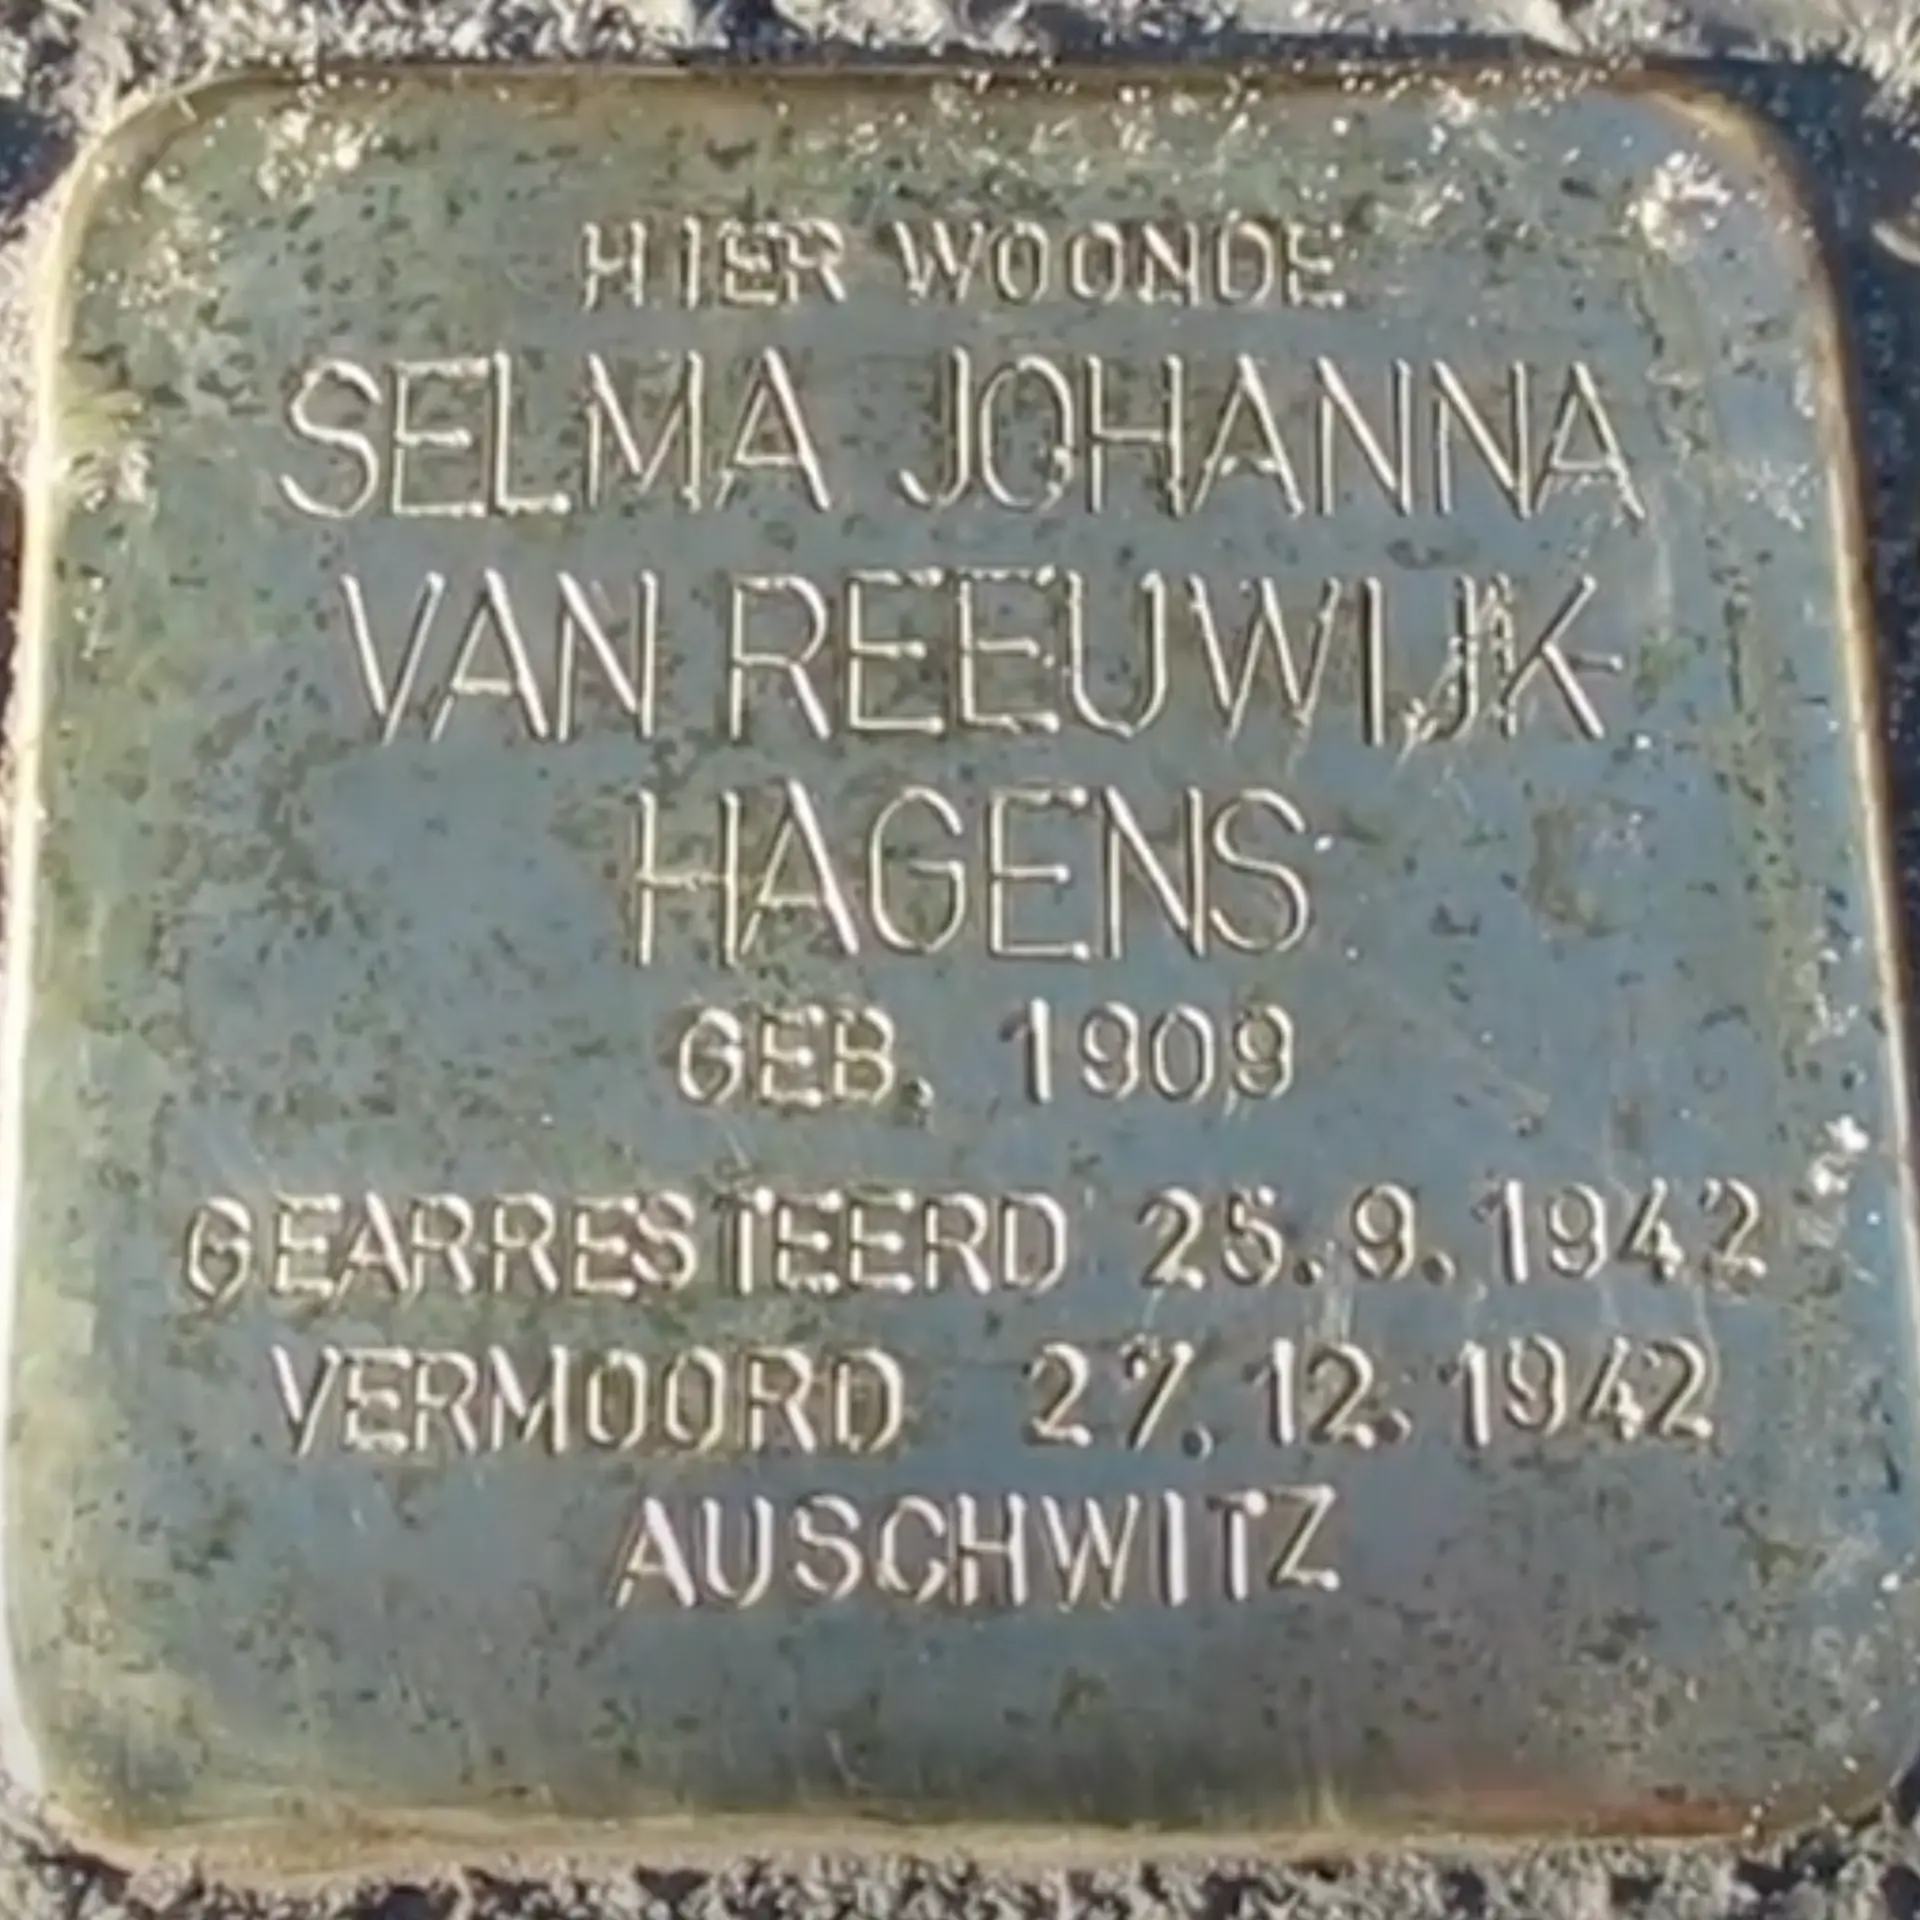 HIER WOONDE
SELMA JOHANNA
VAN REEUWIJK-
HAGENS
GEB. 1909
GEARRESTEERD 25.9.1942
VERMOORD 27.12.1942
AUSCHWITZ